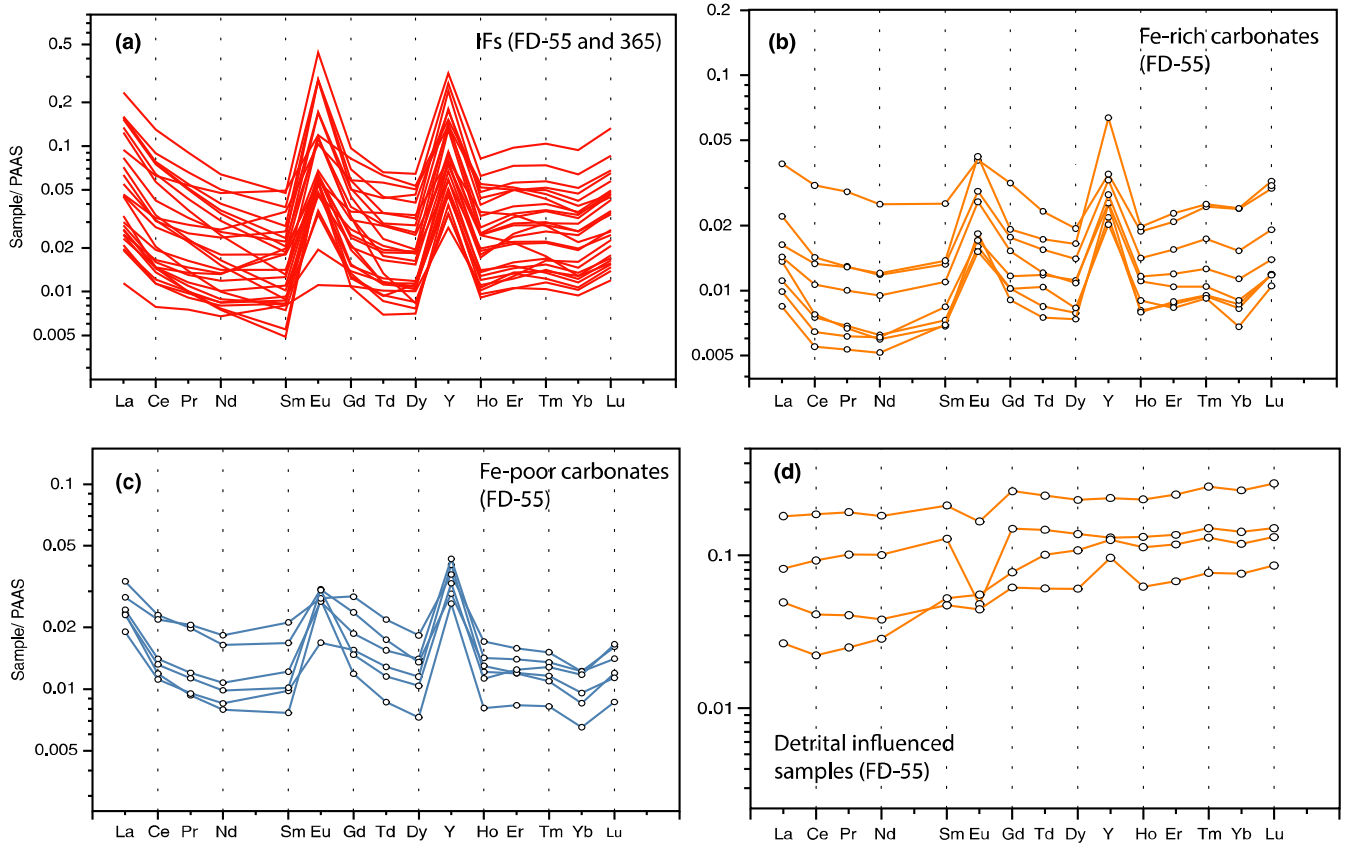 (a)
IFs (FD-55 and 365)
0.5
0.2
0.1
0.05
0.02
0.01
0.005
Sample/ PAAS
La Ce Pr Nd Sm Eu Gd Td Dy Y Ho Er Tm Yb Lu
(b)
Fe-rich carbonates
(FD-55)
0.2
0.1
0.05
0.02
0.01
0.005
La Ce Pr Nd Sm Eu Gd Td Dy Y Ho Er Tm Yb Lu
(c)
Fe-poor carbonates
(FD-55)
0.1
0.05
0.02
0.01
0.005
Sample/ PAAS
La Ce Pr Nd Sm Eu Gd Td Dy Y Ho Er Tm Yb Lu
(d)
0.1
0.01
Detrital influenced
samples (FD-55)
La Ce Pr Nd Sm Eu Gd Td Dy Y Ho Er Tm Yb Lu